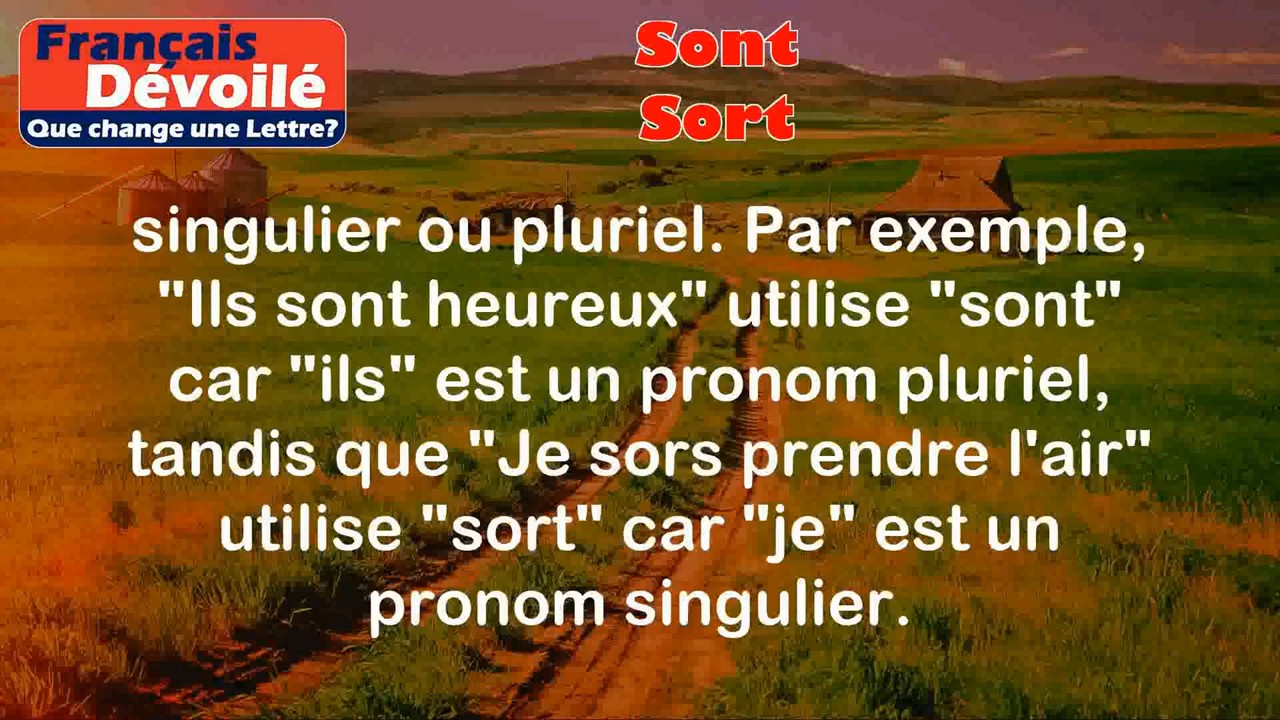 Français
Dévoilé
Que change une Lettre?
Sont
Sort
singulier ou pluriel. Par exemple,
"Ils sont heureux" utilise "sont"
car "ils" est un pronom pluriel,
tandis que "Je sors prendre l'air"
utilise "sort" car "je" est un
pronom singulier.